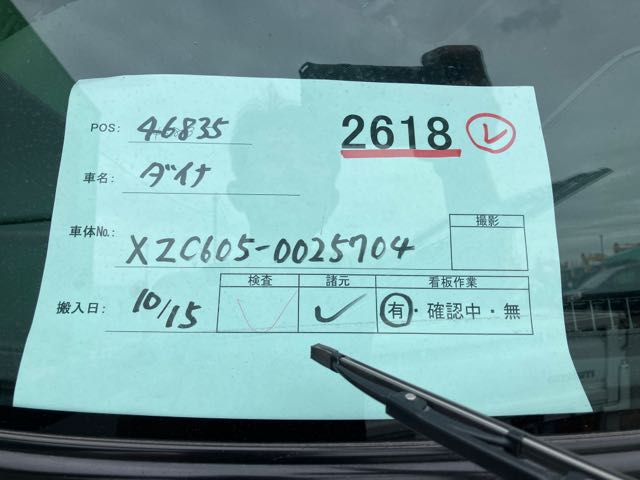 POS: 46835
2618 レ
車名: ダイナ
車体No.: XZC605-0025704
撮影
搬入日: 10/15
検査 諸元 看板作業
✓ ✓ 有・確認中・無